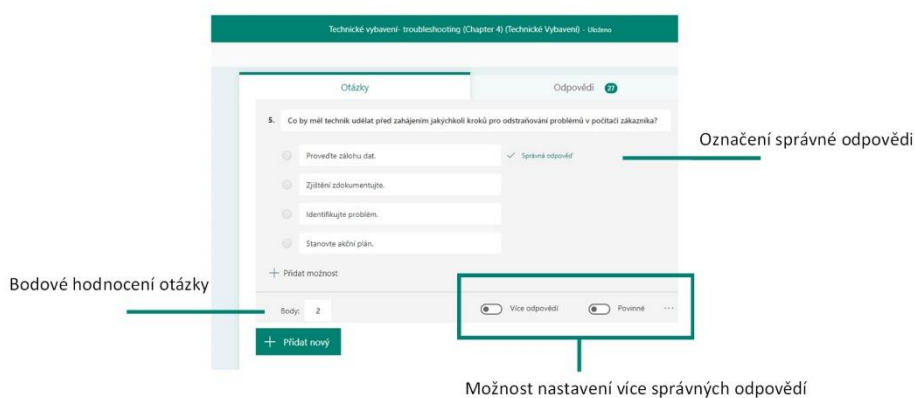 Technické vybavení- troubleshooting (Chapter 4) (Technické Vybavení) - Uloženo
Otázky
Odpovědi 27
5. Co by měl technik udělat před zahájením jakýchkoli kroků pro odstraňování problémů v počítači zákazníka?
Označení správné odpovědi
Proveďte zálohu dat.
Správná odpověď
Zjištění zdokumentujte.
Identifikujte problém.
Stanovte akční plán.
+ Přidat možnost
Bodové hodnocení otázky
Body: 2
Více odpovědí
Povinné
...
+ Přidat nový
Možnost nastavení více správných odpovědí